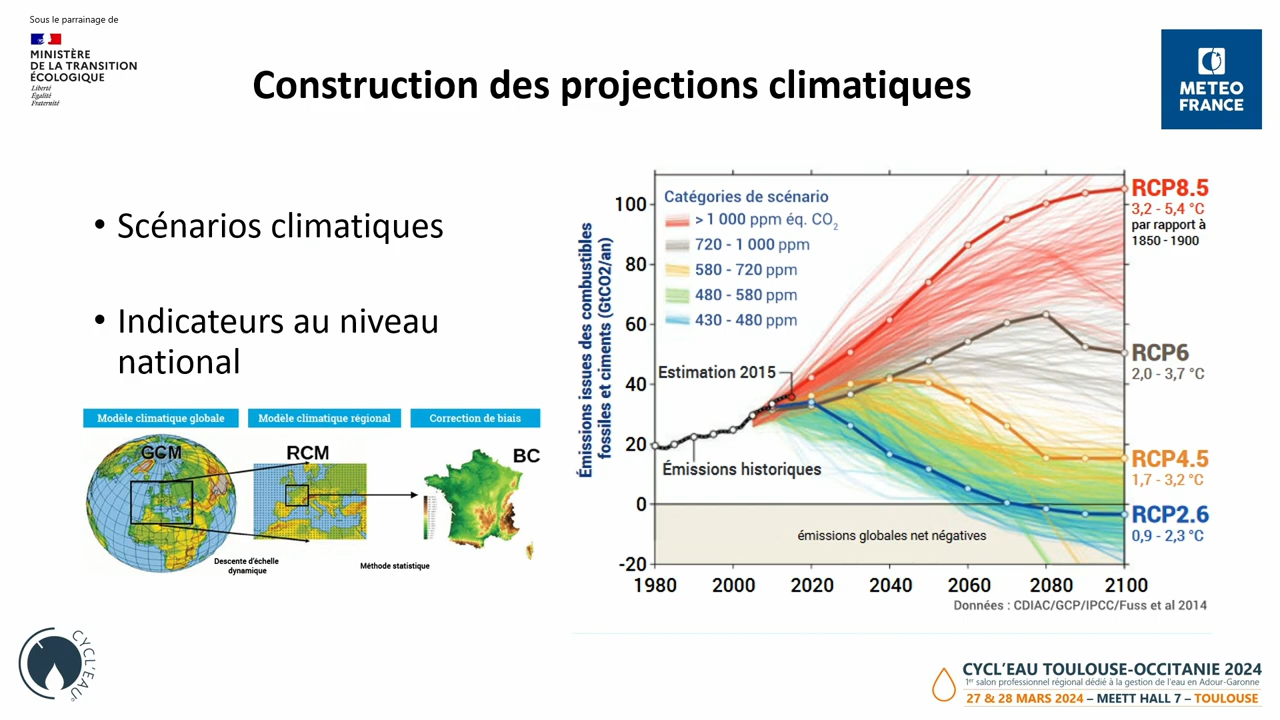 Sous le parrainage de
MINISTÈRE
DE LA TRANSITION
ÉCOLOGIQUE
Liberté
Égalité
Fraternité
Construction des projections climatiques
METEO
FRANCE
• Scénarios climatiques
• Indicateurs au niveau
national
Modèle climatique globale
Modèle climatique régional
Correction de biais
GCM
RCM
BC
Descente d'échelle
dynamique
Méthode statistique
Émissions issues des combustibles
fossiles et ciments (GtCO2/an)
100
80
60
40
20
0
-20
Catégories de scénario
> 1 000 ppm éq. CO2
720 - 1 000 ppm
580 - 720 ppm
480 - 580 ppm
430 - 480 ppm
Estimation 2015
Émissions historiques
émissions globales net négatives
1980
2000
2020
2040
2060
2080
2100
RCP8.5
3,2 - 5,4 °C
par rapport à
1850 - 1900
RCP6
2,0 - 3,7 °C
RCP4.5
1,7 - 3,2 °C
RCP2.6
0,9 - 2,3 °C
Données : CDIAC/GCP/IPCC/Fuss et al 2014
CYCL'EAU
CYCL'EAU TOULOUSE-OCCITANIE 2024
1er salon professionnel régional dédié à la gestion de l'eau en Adour-Garonne
27 & 28 MARS 2024 – MEETT HALL 7 – TOULOUSE